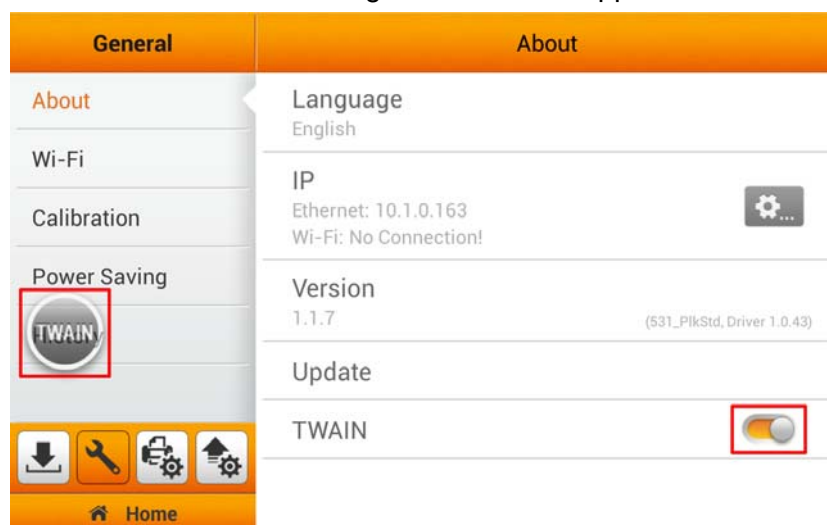 General
About
About
Wi-Fi
Calibration
Power Saving
TWAIN
Language
English
IP
Ethernet: 10.1.0.163
Wi-Fi: No Connection!
Version
1.1.7
(531_PlkStd, Driver 1.0.43)
Update
TWAIN
Home